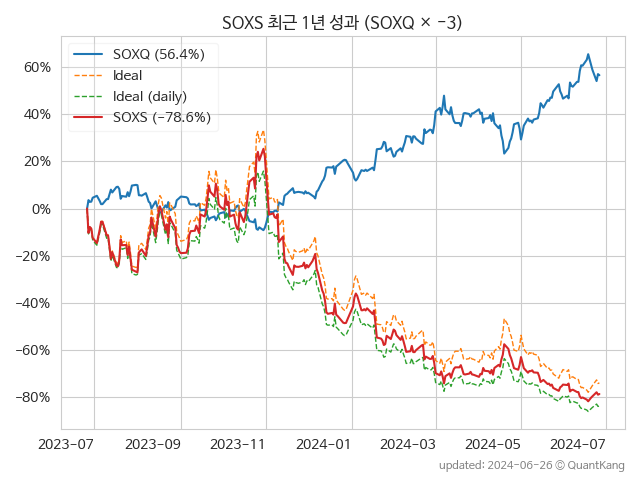 SOXS 최근 1년 성과 (SOXQ × −3)
SOXQ (56.4%)
Ideal
Ideal (daily)
SOXS (−78.6%)
60%
40%
20%
0%
−20%
−40%
−60%
−80%
2023-07 2023-09 2023-11 2024-01 2024-03 2024-05 2024-07
updated: 2024-06-26 © QuantKang